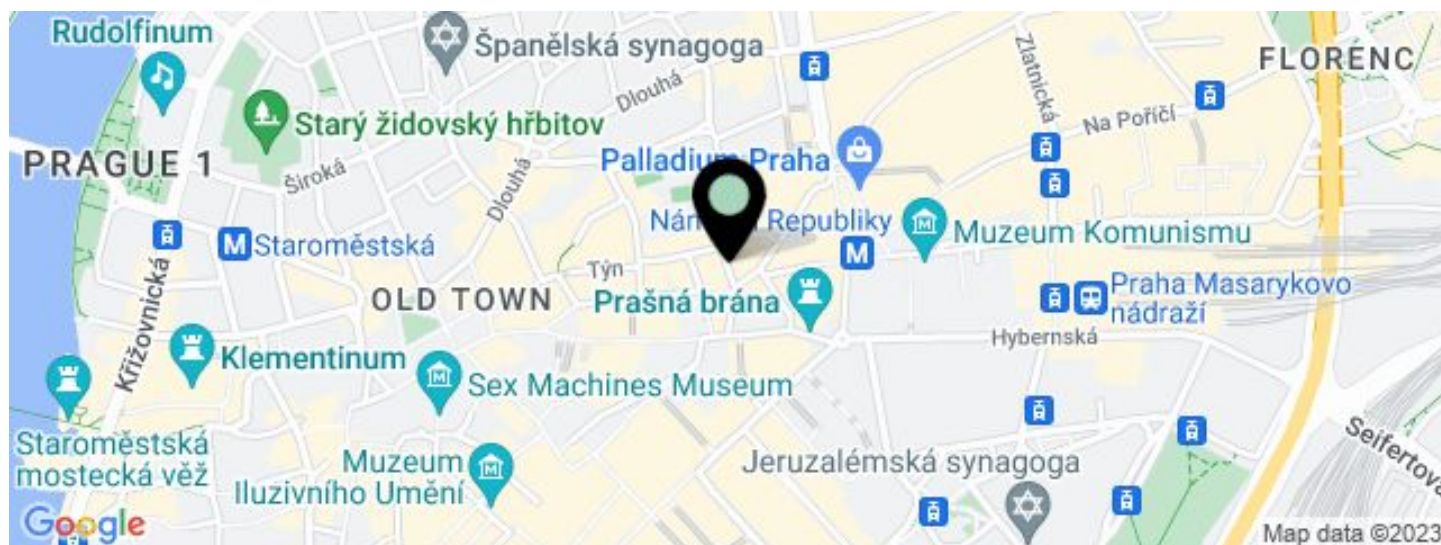 Rudolfinum
Španělská synagoga
Dlouhá
Zlatnická
FLORENC
Starý židovský hřbitov
Na Poříčí
PRAGUE 1
Široká
Dlouhá
Palladium Praha
Republiky
M
Staroměstská
Muzeum Komunismu
M
Týn
OLD TOWN
Prašná brána
Praha Masarykovo
nádraží
Křižovnická
Klementinum
Hybernská
Sex Machines Museum
Staroměstská
mostecká věž
Muzeum
Iluzivního Umění
Jeruzalémská synagoga
Seifertova
Google
Map data ©2023